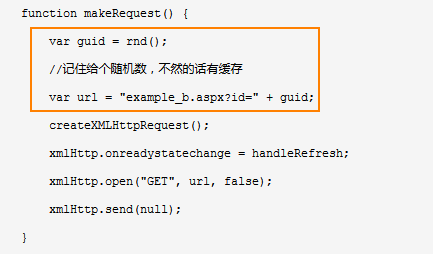 function makeRequest() {
var guid = rnd();
//记住给个随机数，不然的话有缓存
var url = "example_b.aspx?id=" + guid;
createXMLHttpRequest();
xmlHttp.onreadystatechange = handleRefresh;
xmlHttp.open("GET", url, false);
xmlHttp.send(null);
}